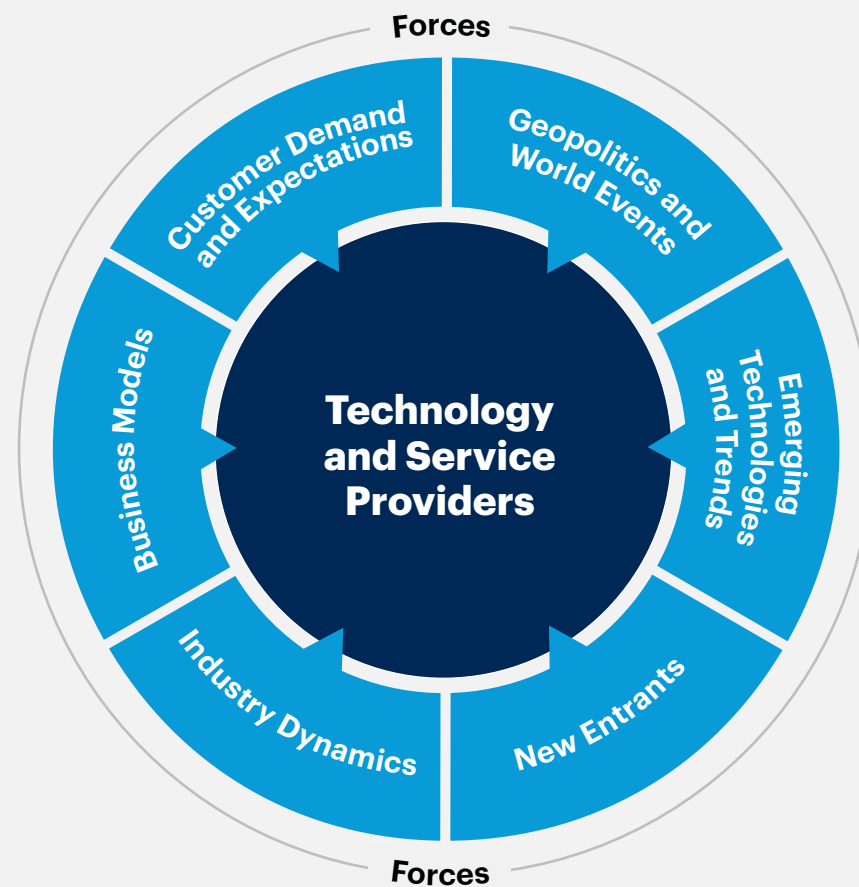 Forces
Customer Demand
and Expectations
Geopolitics and
World Events
Business Models
Technology
and Service
Providers
Emerging
Technologies
and Trends
Industry Dynamics
New Entrants
Forces